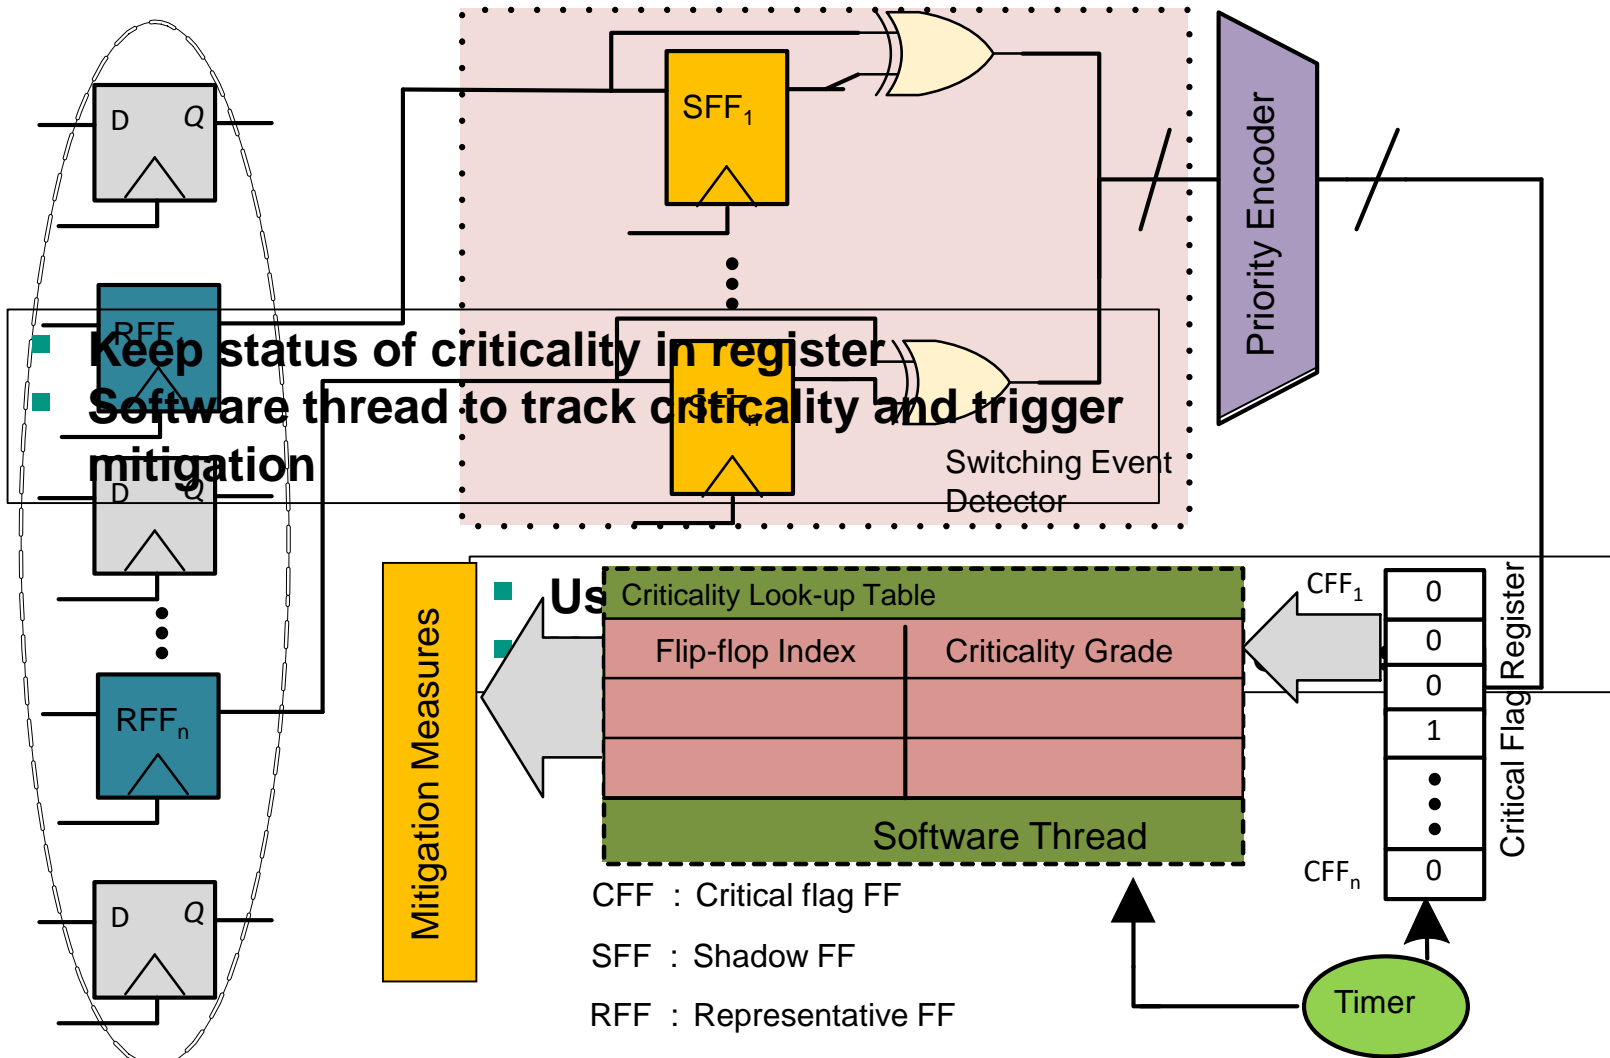 D Q
SFF1
Priority Encoder
RFF
Keep status of criticality in register
Software thread to track criticality and trigger
mitigation
SFFn
Switching Event
Detector
D Q
Us
Criticality Look-up Table
Flip-flop Index Criticality Grade
Software Thread
Mitigation Measures
CFF1
0
0
0
1
0
CFFn
Critical Flag Register
RFFn
D Q
CFF : Critical flag FF
SFF : Shadow FF
RFF : Representative FF
Timer